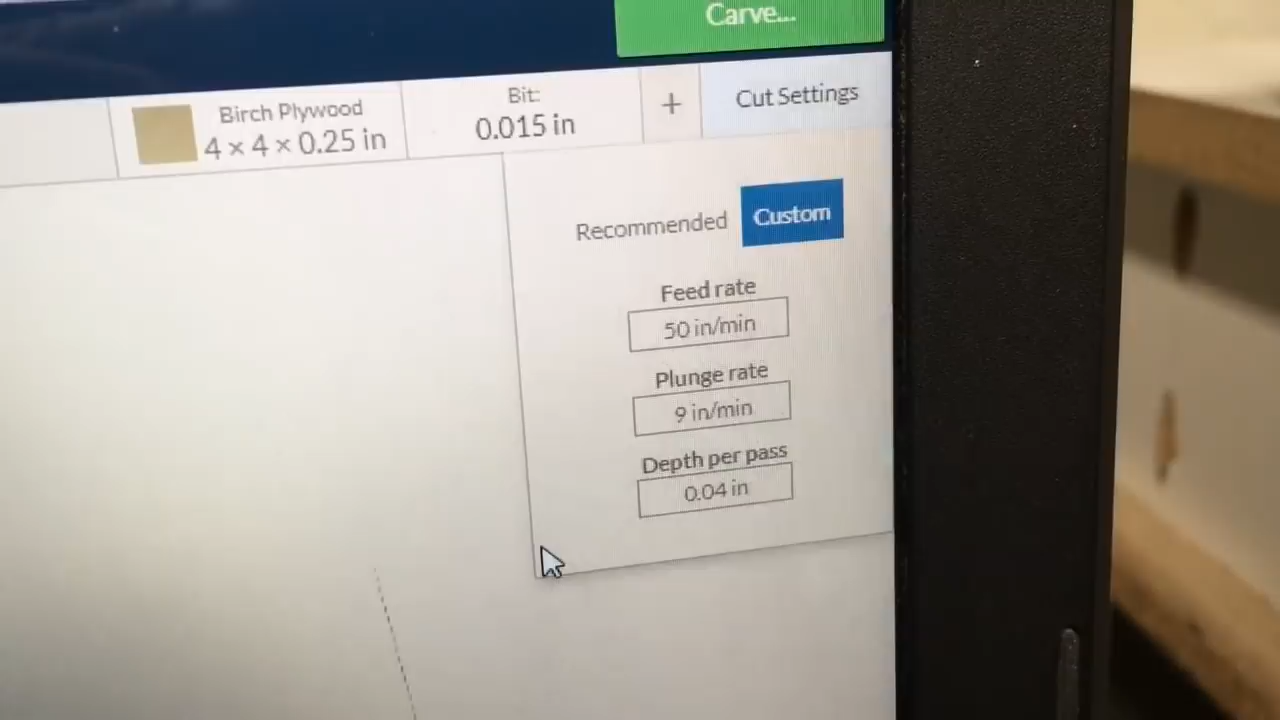 Carve...
Birch Plywood
4 × 4 × 0.25 in
Bit:
0.015 in
+
Cut Settings
Recommended
Custom
Feed rate
50 in/min
Plunge rate
9 in/min
Depth per pass
0.04 in